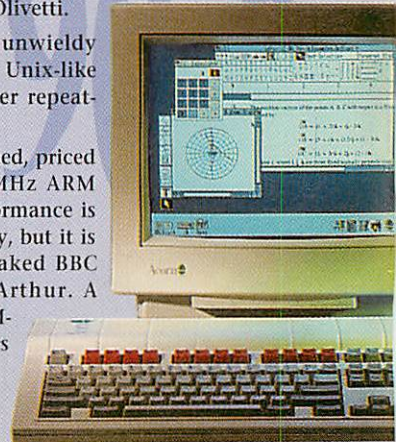 Olivetti.
unwieldy
Unix-like
er repeat-
ed, priced
MHz ARM
ormance is
y, but it is
aked BBC
Arthur. A
M-
s
Acorn